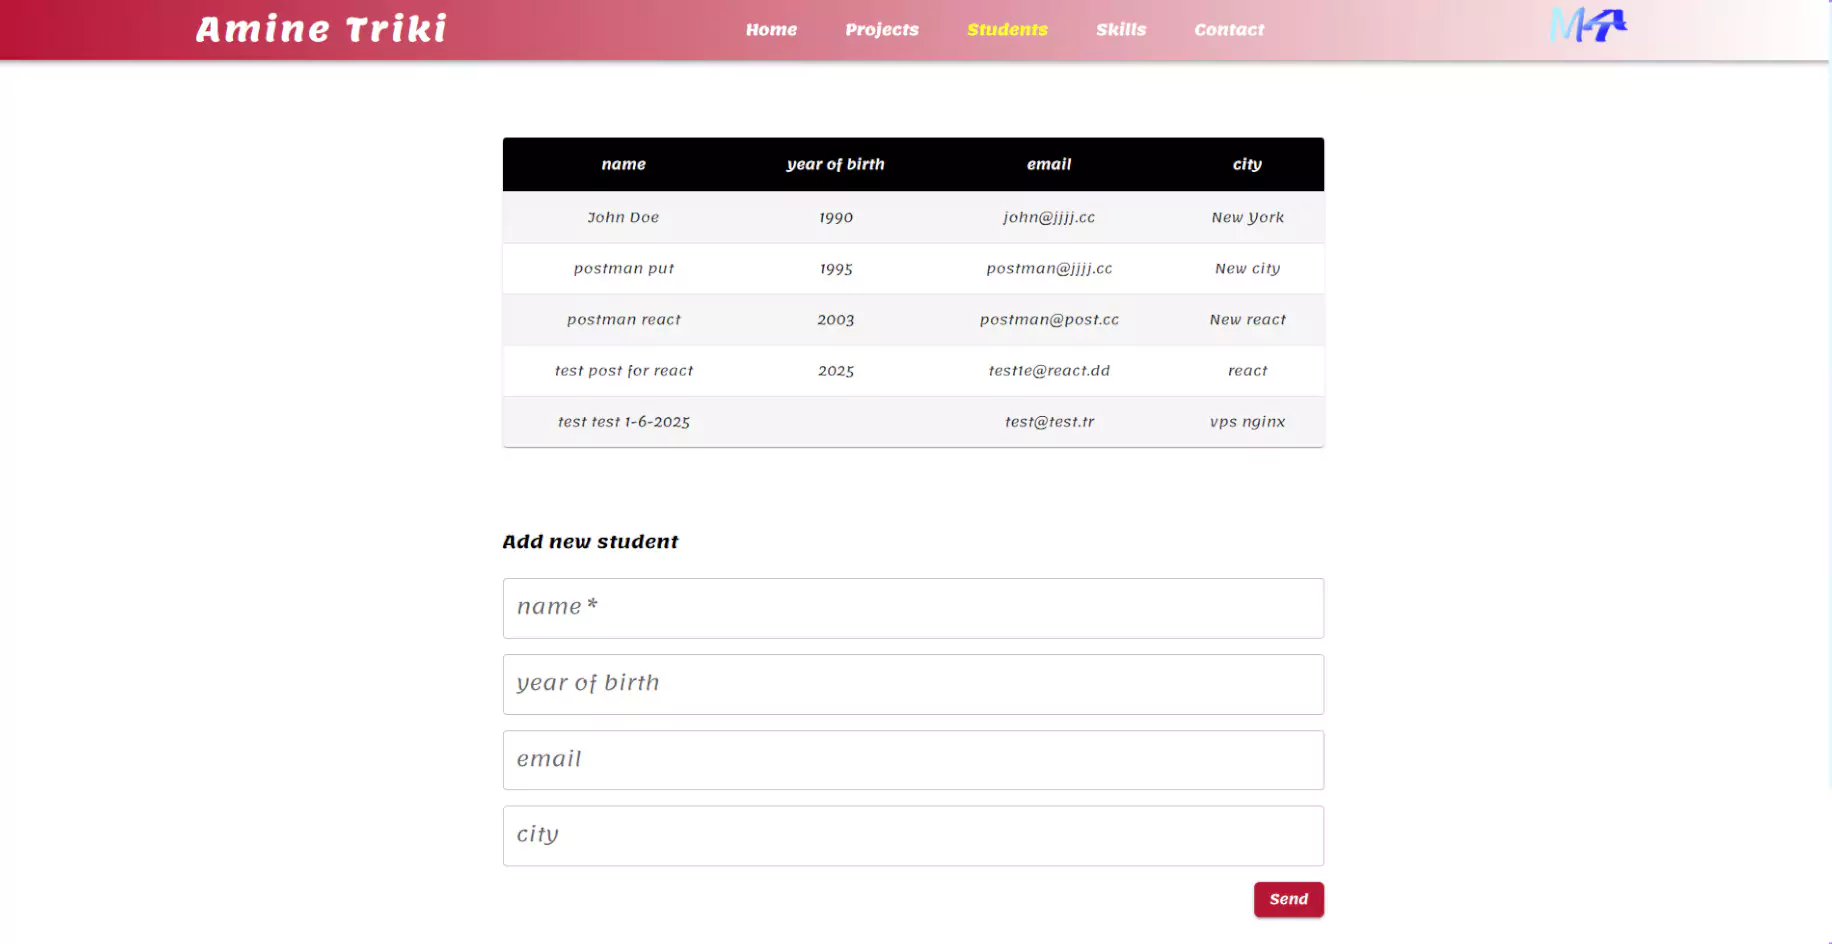 Amine Triki Home Projects Students Skills Contact MAT
name year of birth email city
John Doe 1990 john@jjjj.cc New York
postman put 1995 postman@jjjj.cc New city
postman react 2003 postman@post.cc New react
test post for react 2025 test1e@react.dd react
test test 1-6-2025 test@test.tr vps nginx
Add new student
name *
year of birth
email
city
Send